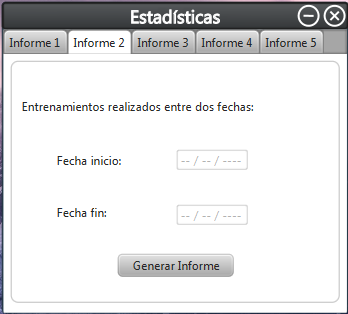 Estadísticas
Informe 1 Informe 2 Informe 3 Informe 4 Informe 5
Entrenamientos realizados entre dos fechas:
Fecha inicio: -- / -- / ----
Fecha fin: -- / -- / ----
Generar Informe